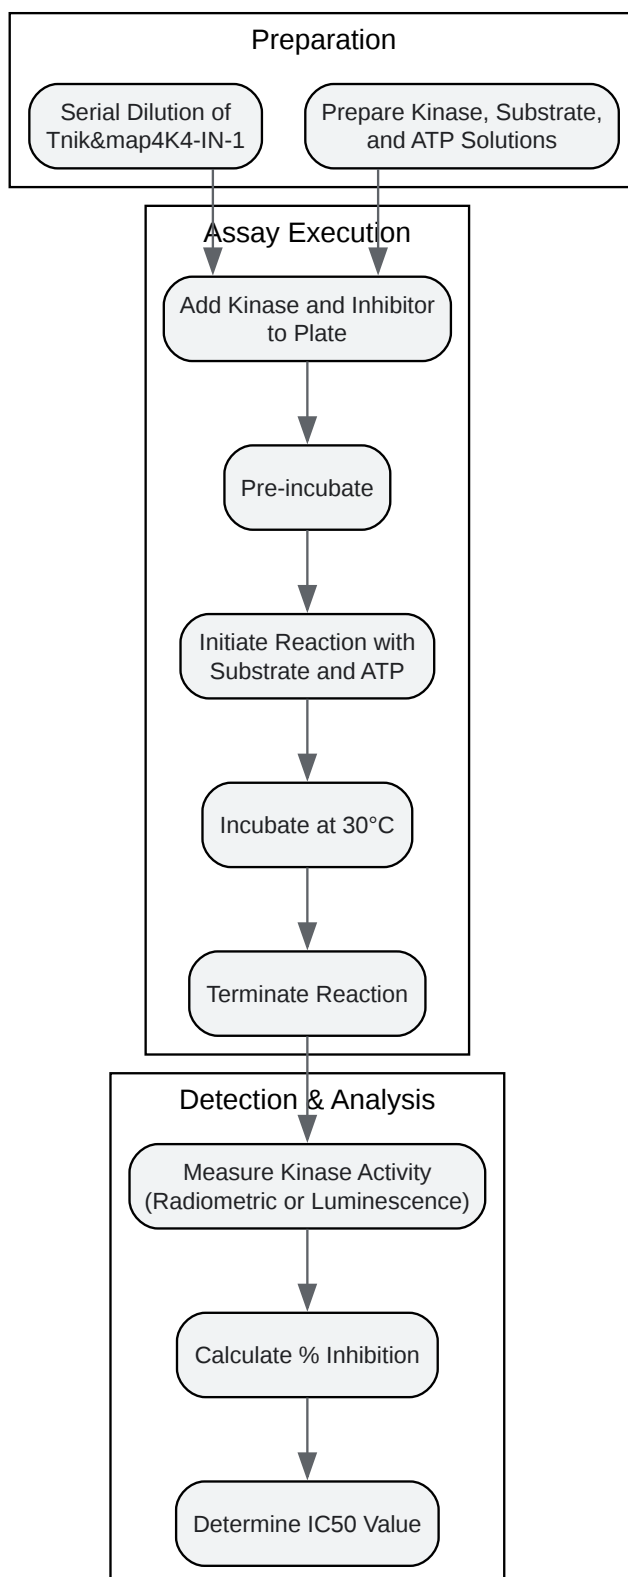 Preparation
Serial Dilution of
Tnik&map4K4-IN-1
Prepare Kinase, Substrate,
and ATP Solutions
Assay Execution
Add Kinase and Inhibitor
to Plate
Pre-incubate
Initiate Reaction with
Substrate and ATP
Incubate at 30°C
Terminate Reaction
Detection & Analysis
Measure Kinase Activity
(Radiometric or Luminescence)
Calculate % Inhibition
Determine IC50 Value